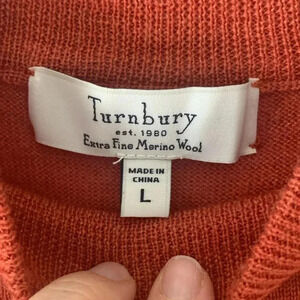 Turnbury
est. 1980
Extra Fine Merino Wool
MADE IN
CHINA
L